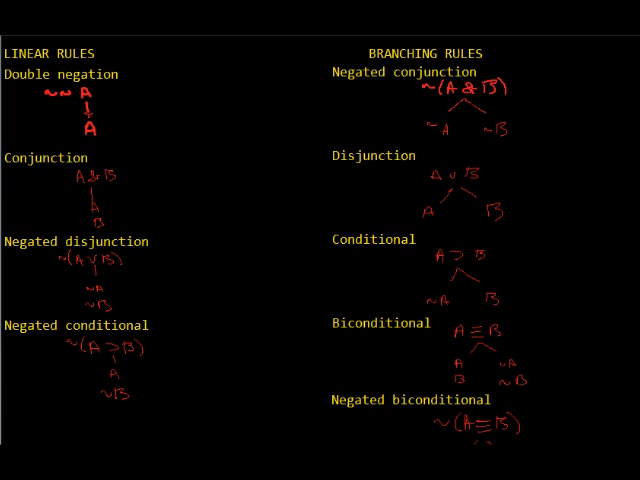 LINEAR RULES
Double negation
~~A
A
Conjunction
A & B
A
B
Negated disjunction
~(A ∨ B)
~A
~B
Negated conditional
~(A ⊃ B)
A
~B
BRANCHING RULES
Negated conjunction
~(A & B)
~A ~B
Disjunction
A ∨ B
A B
Conditional
A ⊃ B
~A B
Biconditional
A ≡ B
A ~A
B ~B
Negated biconditional
~(A ≡ B)